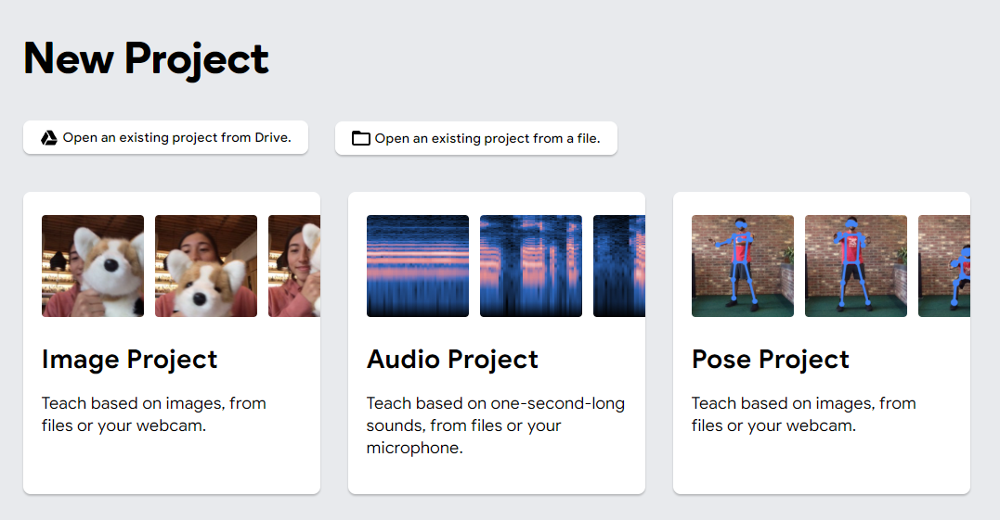 New Project
Open an existing project from Drive.
Open an existing project from a file.
Image Project
Teach based on images, from
files or your webcam.
Audio Project
Teach based on one-second-long
sounds, from files or your
microphone.
Pose Project
Teach based on images, from
files or your webcam.